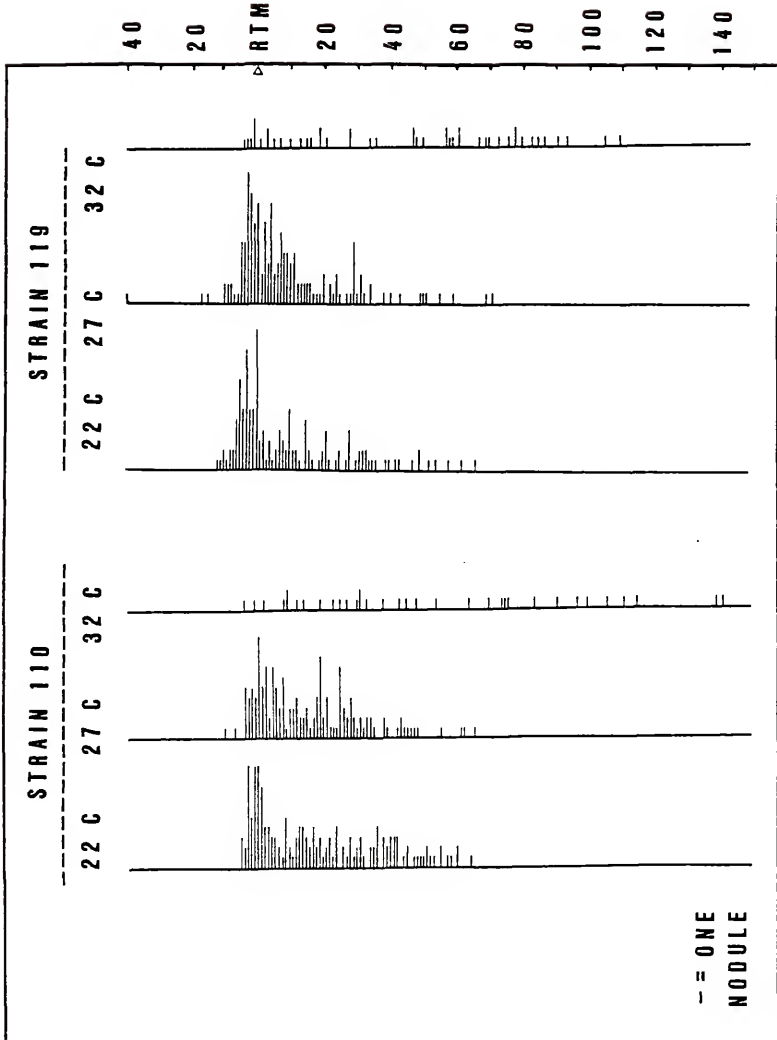 40
20
RTM
20
40
60
80
100
120
140
STRAIN 119
22 C 27 C 32 C
STRAIN 110
22 C 27 C 32 C
– = ONE
NODULE